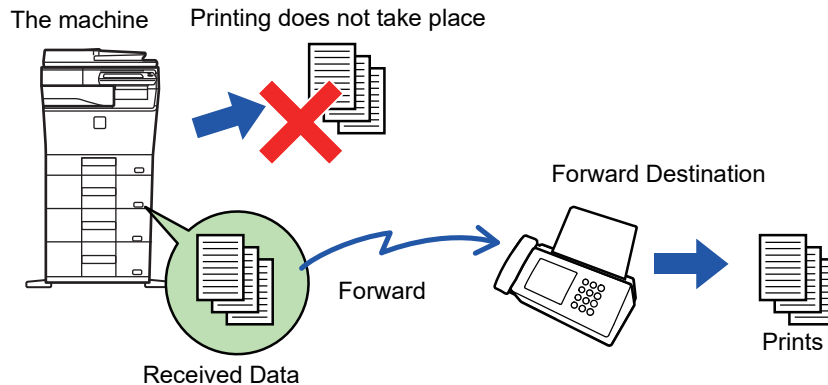 The machine
Printing does not take place
Forward Destination
Forward
Prints
Received Data